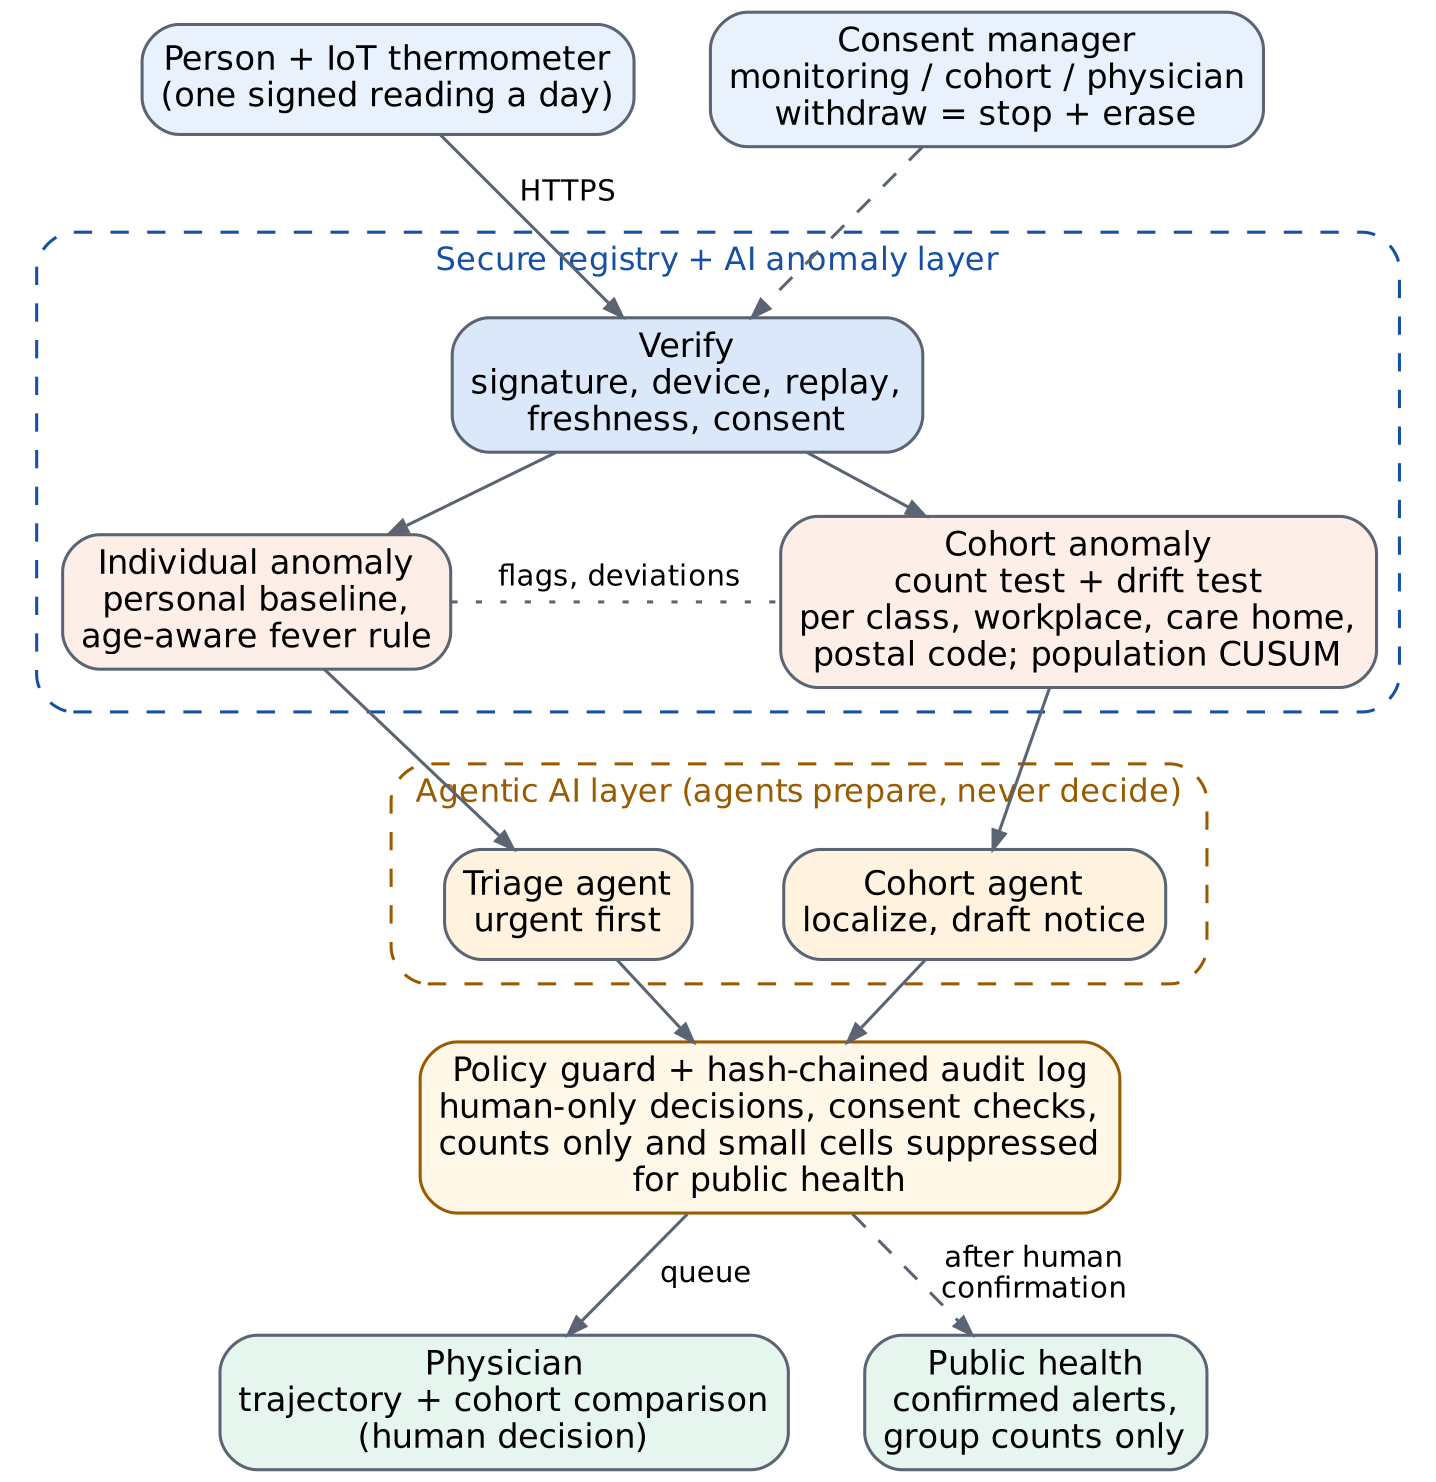 Person + IoT thermometer
(one signed reading a day)
Consent manager
monitoring / cohort / physician
withdraw = stop + erase
HTTPS
Secure registry + AI anomaly layer
Verify
signature, device, replay,
freshness, consent
Individual anomaly
personal baseline,
age-aware fever rule
flags, deviations
Cohort anomaly
count test + drift test
per class, workplace, care home,
postal code; population CUSUM
Agentic AI layer (agents prepare, never decide)
Triage agent
urgent first
Cohort agent
localize, draft notice
Policy guard + hash-chained audit log
human-only decisions, consent checks,
counts only and small cells suppressed
for public health
queue
after human
confirmation
Physician
trajectory + cohort comparison
(human decision)
Public health
confirmed alerts,
group counts only